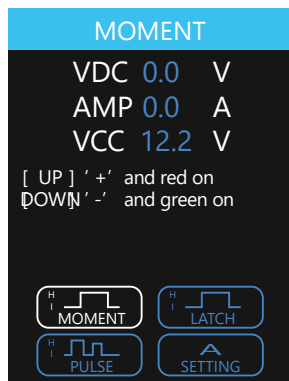 MOMENT
VDC 0.0 V
AMP 0.0 A
VCC 12.2 V
[ UP ] ' +' and red on
[DOWN] ' -' and green on
H
I
MOMENT
H
I
LATCH
H
I
PULSE
A
SETTING